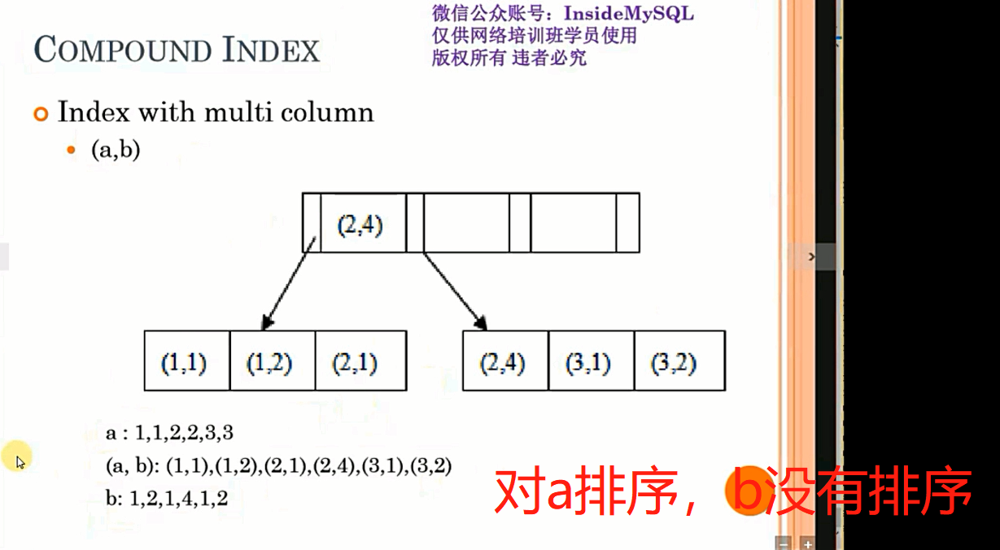 微信公众账号：InsideMySQL
仅供网络培训班学员使用
版权所有 违者必究
COMPOUND INDEX
Index with multi column
(a,b)
(2,4)
(1,1) (1,2) (2,1) (2,4) (3,1) (3,2)
a : 1,1,2,2,3,3
(a, b): (1,1),(1,2),(2,1),(2,4),(3,1),(3,2)
b: 1,2,1,4,1,2
对a排序，b没有排序